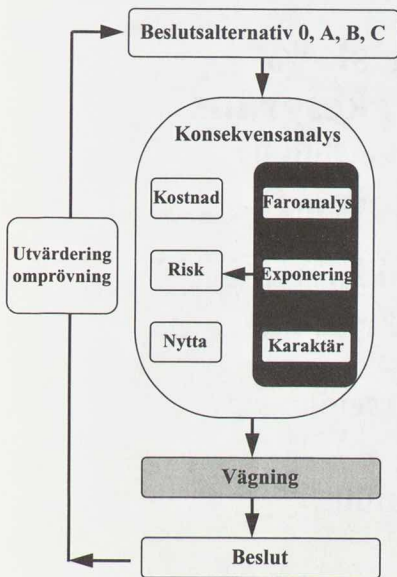 Beslutsalternativ 0, A, B, C
Konsekvensanalys
Kostnad
Faroanalys
Utvärdering
omprövning
Risk
Exponering
Nytta
Karaktär
Vägning
Beslut